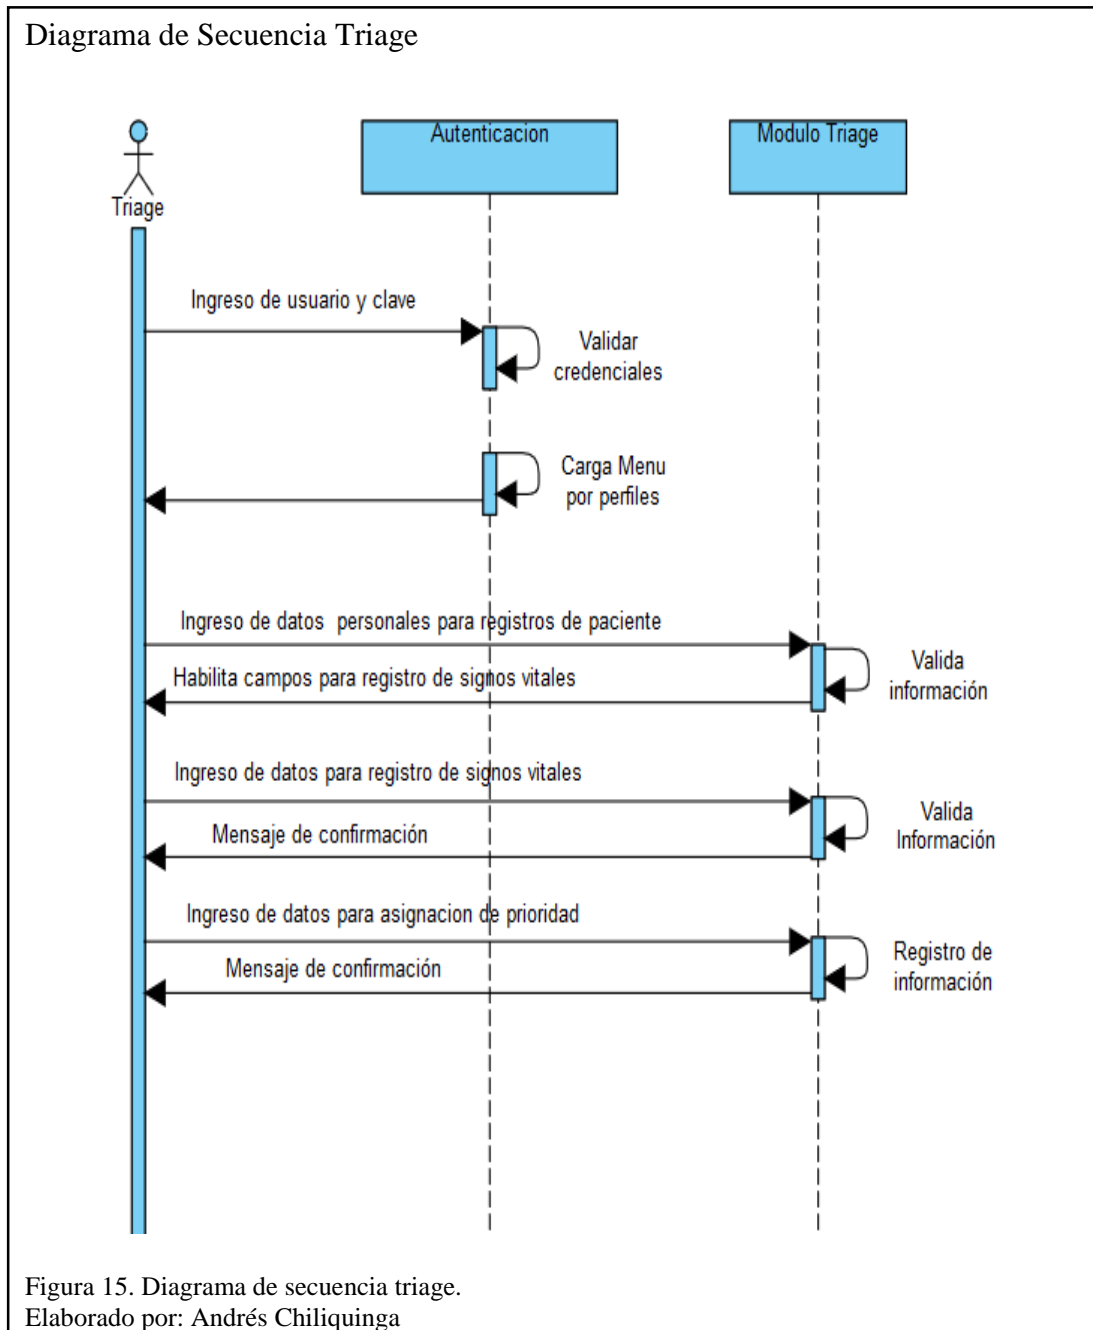 Diagrama de Secuencia Triage
Autenticacion
Modulo Triage
Triage
Ingreso de usuario y clave
Validar
credenciales
Carga Menu
por perfiles
Ingreso de datos personales para registros de paciente
Valida
información
Habilita campos para registro de signos vitales
Ingreso de datos para registro de signos vitales
Valida
Información
Mensaje de confirmación
Ingreso de datos para asignacion de prioridad
Registro de
información
Mensaje de confirmación
Figura 15. Diagrama de secuencia triage.
Elaborado por: Andrés Chiliquinga